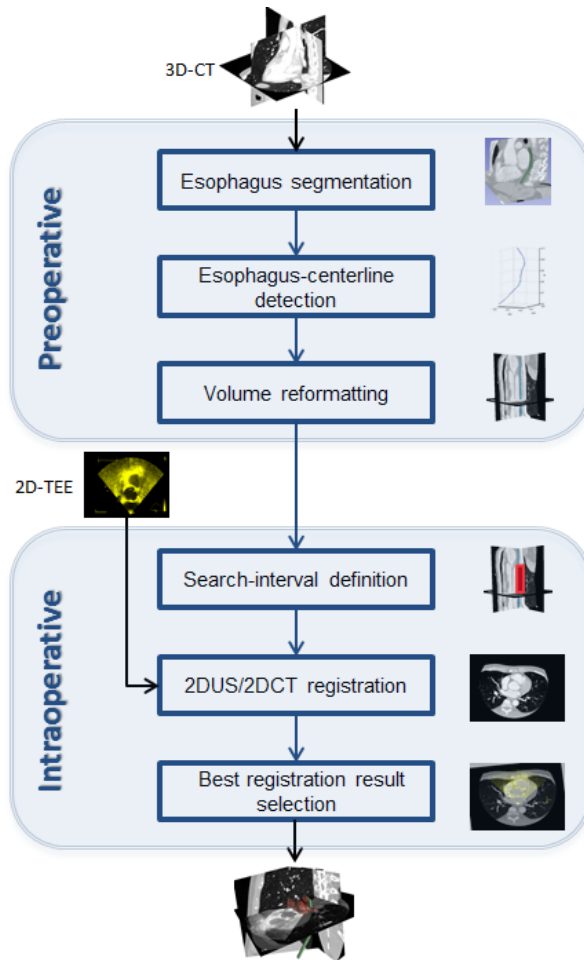 3D-CT
Preoperative
Esophagus segmentation
Esophagus-centerline
detection
Volume reformatting
2D-TEE
Intraoperative
Search-interval definition
2DUS/2DCT registration
Best registration result
selection